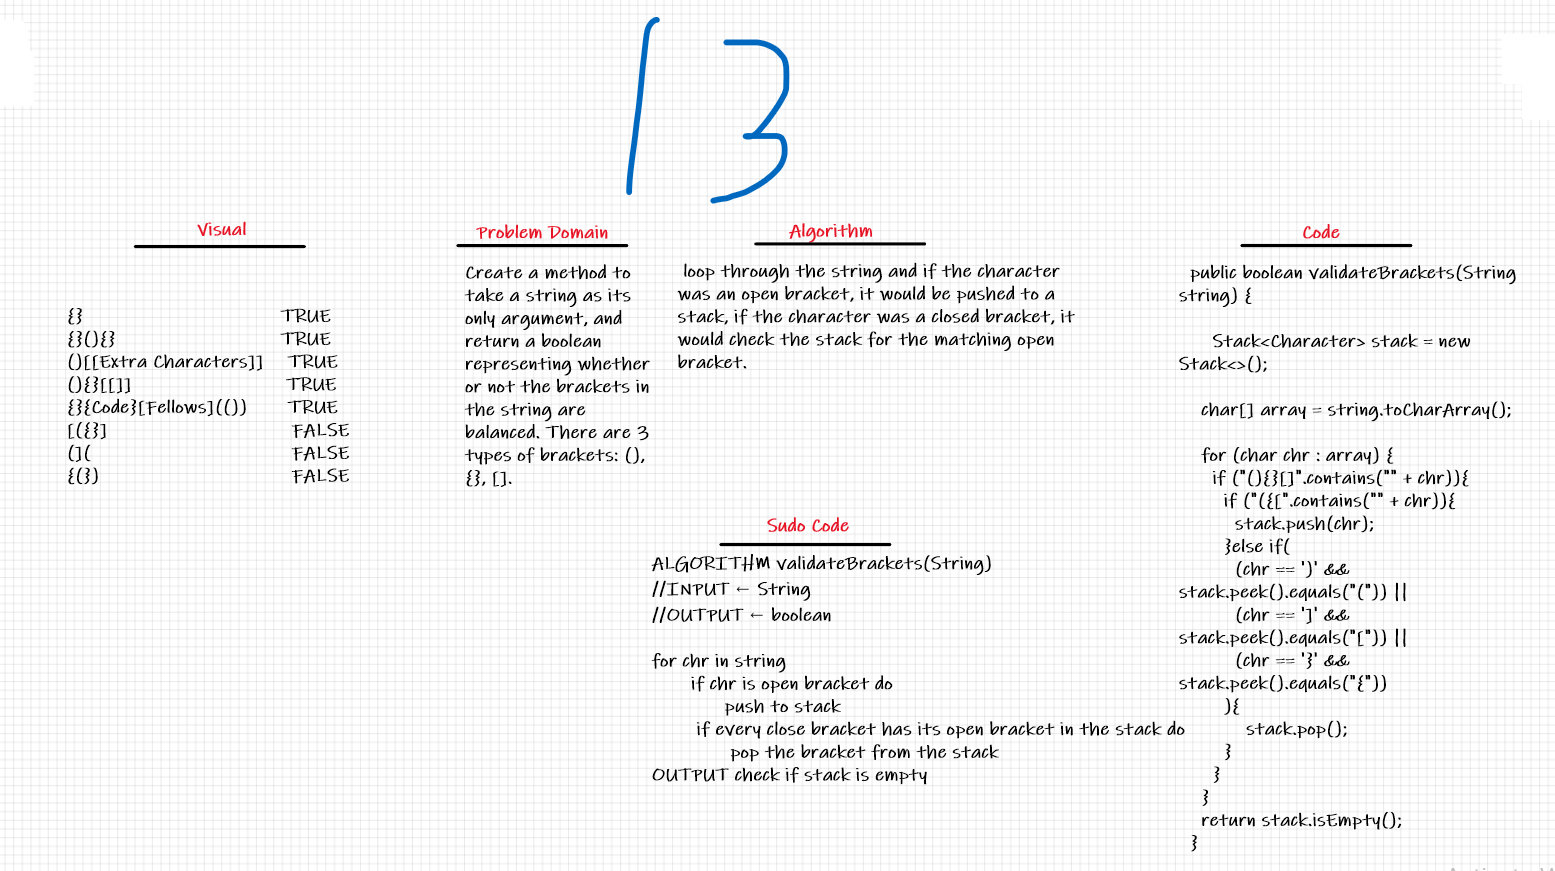 13
Visual
{} TRUE
{}(){} TRUE
()[[Extra Characters]] TRUE
(){}[[]] TRUE
{}{Code}[Fellows](()) TRUE
[({}] FALSE
(]( FALSE
{(}) FALSE
Problem Domain
Create a method to
take a string as its
only argument, and
return a boolean
representing whether
or not the brackets in
the string are
balanced. There are 3
types of brackets: (),
{}, [].
Algorithm
loop through the string and if the character
was an open bracket, it would be pushed to a
stack, if the character was a closed bracket, it
would check the stack for the matching open
bracket.
Sudo Code
ALGORITHM validateBrackets(String)
//INPUT ← String
//OUTPUT ← boolean
for chr in string
if chr is open bracket do
push to stack
if every close bracket has its open bracket in the stack do
pop the bracket from the stack
OUTPUT check if stack is empty
Code
public boolean validateBrackets(String
string) {
Stack<Character> stack = new
Stack<>();
char[] array = string.toCharArray();
for (char chr : array) {
if ("(){}[]".contains("" + chr)){
if ("({[".contains("" + chr)){
stack.push(chr);
}else if(
(chr == ')' &&
stack.peek().equals("(")) ||
(chr == ']' &&
stack.peek().equals("[")) ||
(chr == '}' &&
stack.peek().equals("{"))
){
stack.pop();
}
}
}
return stack.isEmpty();
}